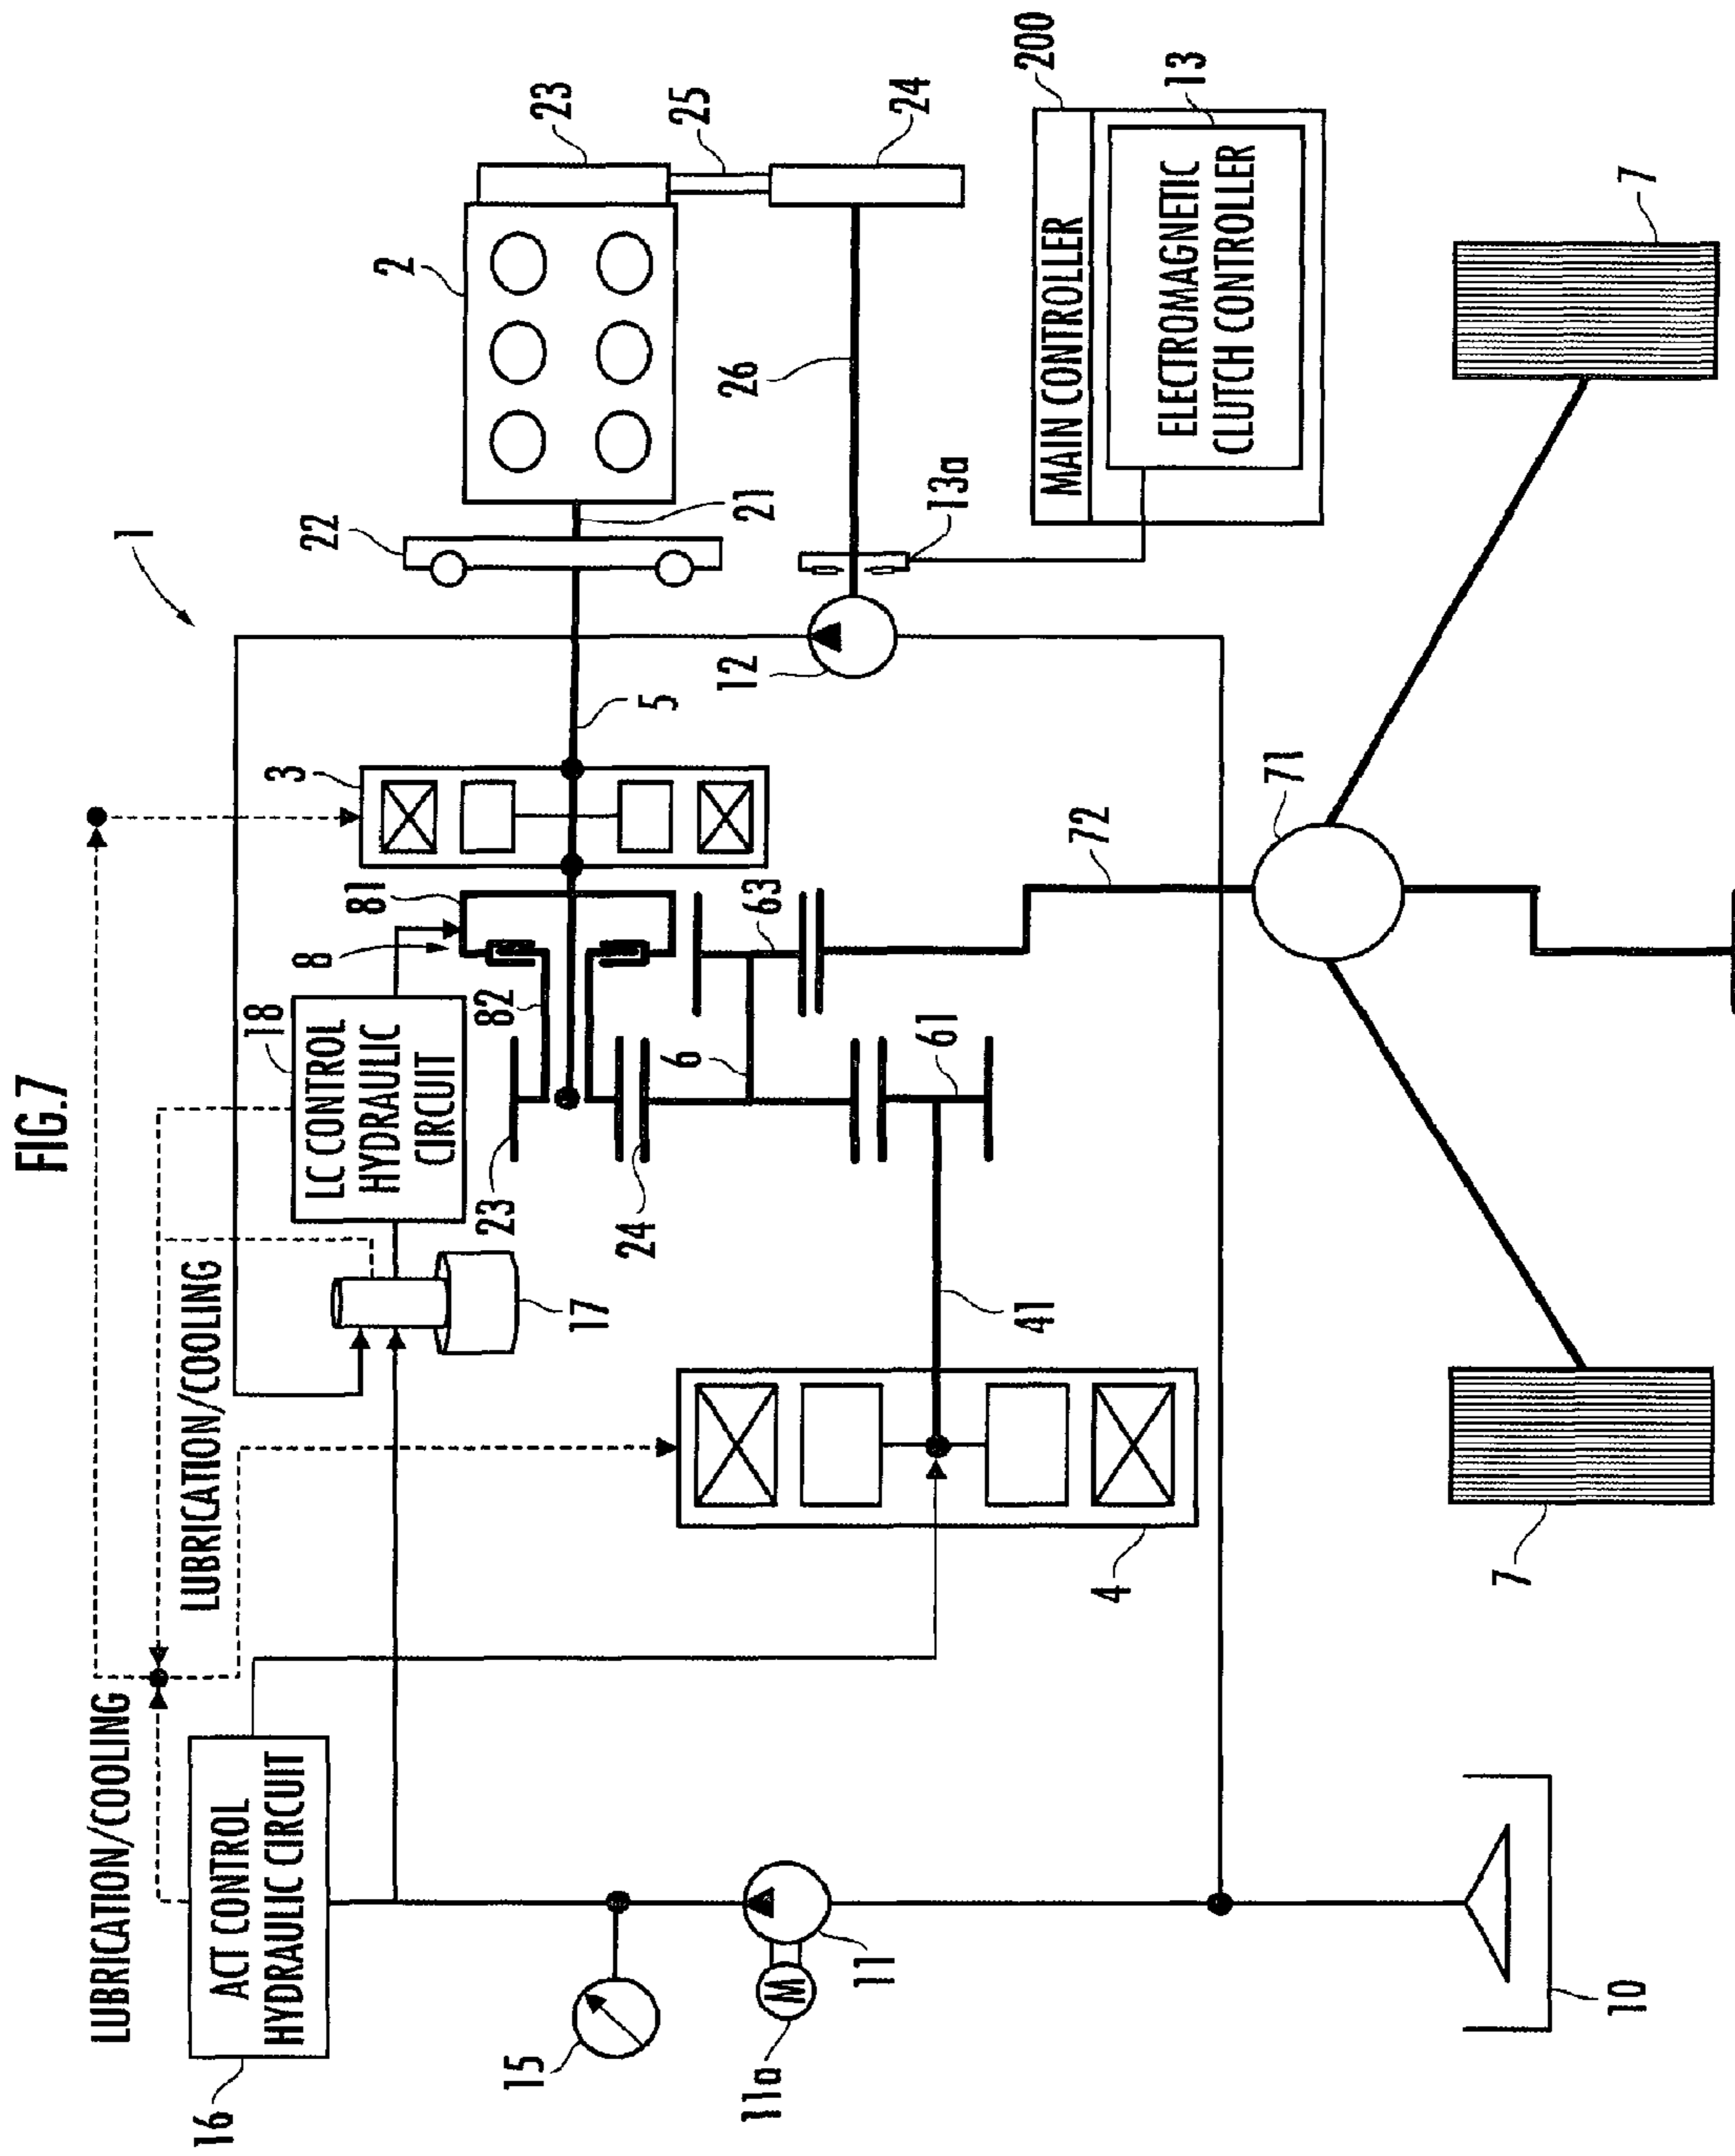 FIG.7
1
LUBRICATION/COOLING
LUBRICATION/COOLING
16
ACT CONTROL
HYDRAULIC CIRCUIT
18
LC CONTROL
HYDRAULIC
CIRCUIT
17
8
81
82
3
5
22
21
2
23
25
24
26
12
13a
MAIN CONTROLLER
200
ELECTROMAGNETIC
CLUTCH CONTROLLER
13
23
24
6
63
61
72
71
41
4
15
M
11a
11
10
7
7